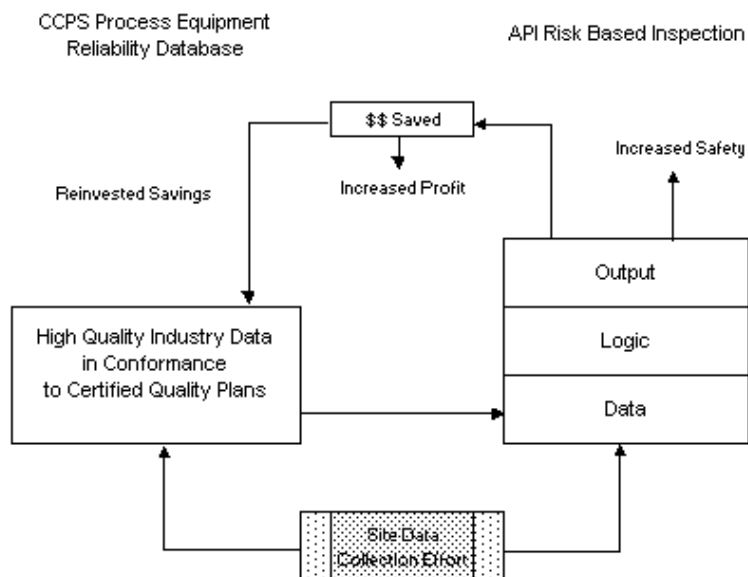 CCPS Process Equipment
Reliability Database
API Risk Based Inspection
$$ Saved
Increased Safety
Increased Profit
Reinvested Savings
Output
High Quality Industry Data
in Conformance
to Certified Quality Plans
Logic
Data
Site Data
Collection Effort